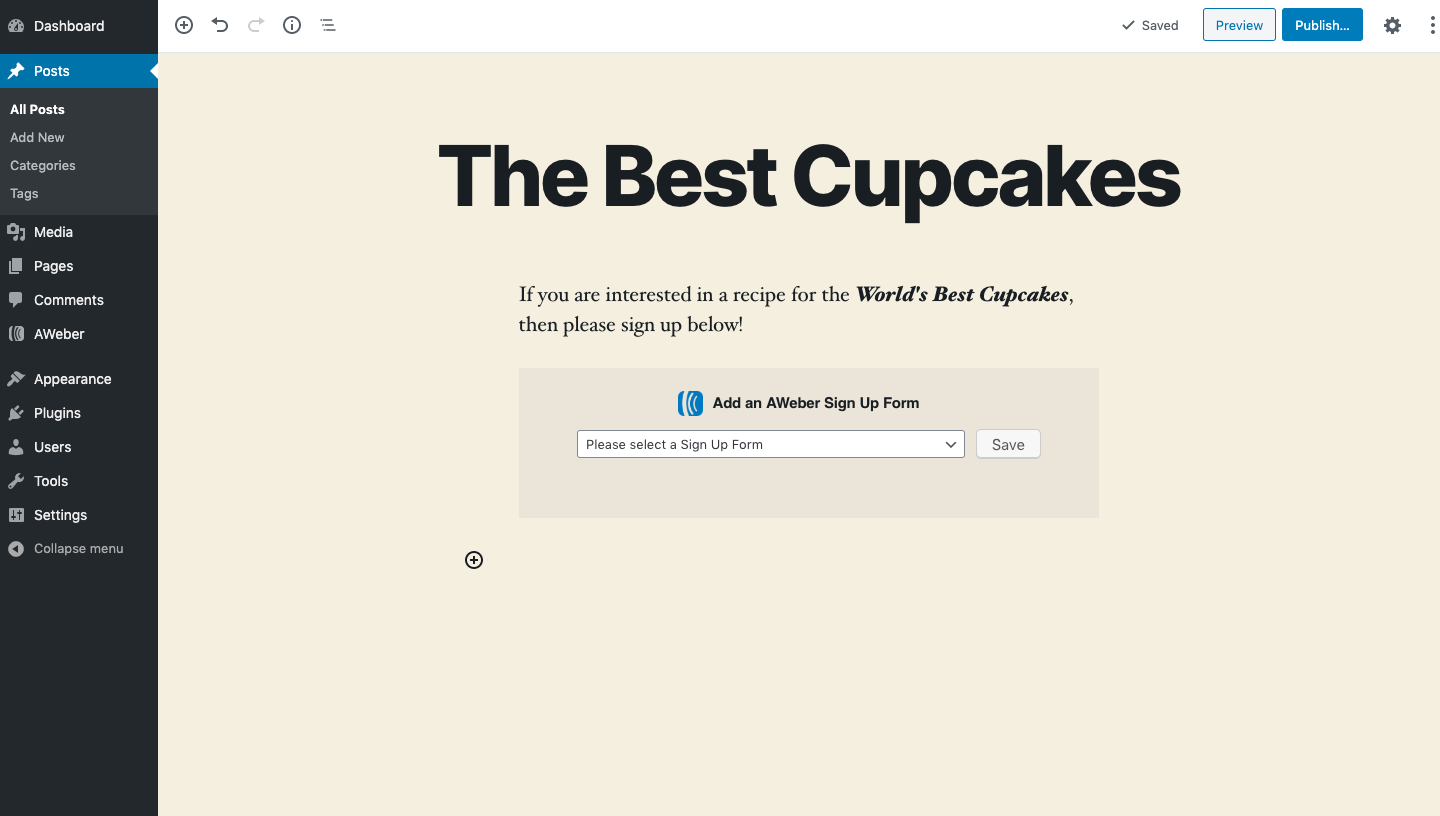 Dashboard
Saved
Preview
Publish...
Posts
All Posts
Add New
Categories
Tags
Media
Pages
Comments
AWeber
Appearance
Plugins
Users
Tools
Settings
Collapse menu
The Best Cupcakes
If you are interested in a recipe for the World's Best Cupcakes,
then please sign up below!
Add an AWeber Sign Up Form
Please select a Sign Up Form
Save